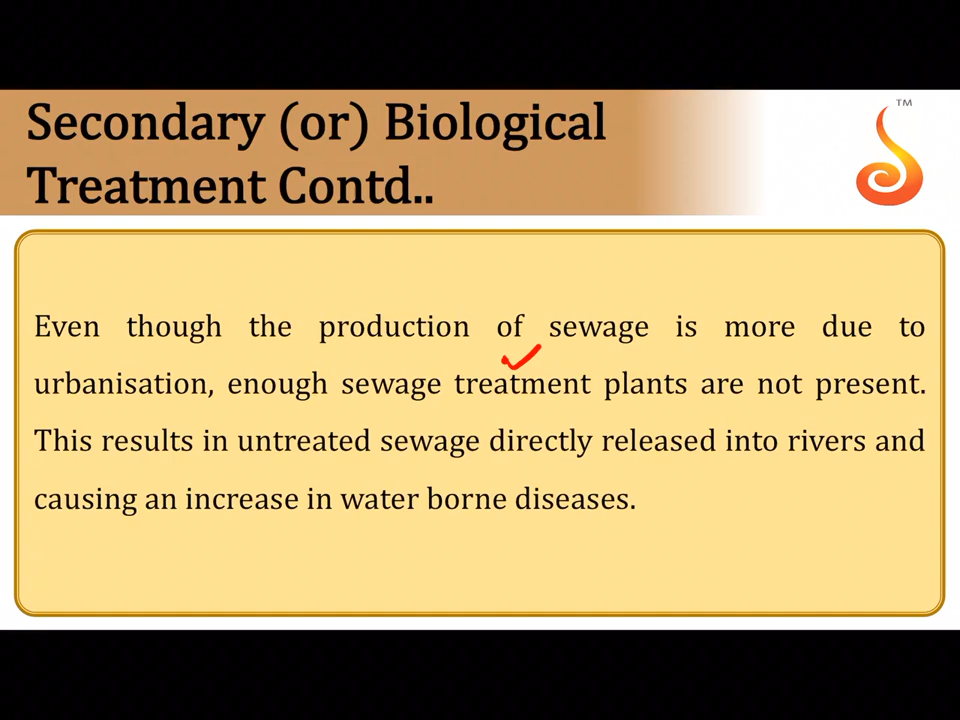 Secondary (or) Biological
Treatment Contd..
TM
Even though the production of sewage is more due to
urbanisation, enough sewage treatment plants are not present.
This results in untreated sewage directly released into rivers and
causing an increase in water borne diseases.